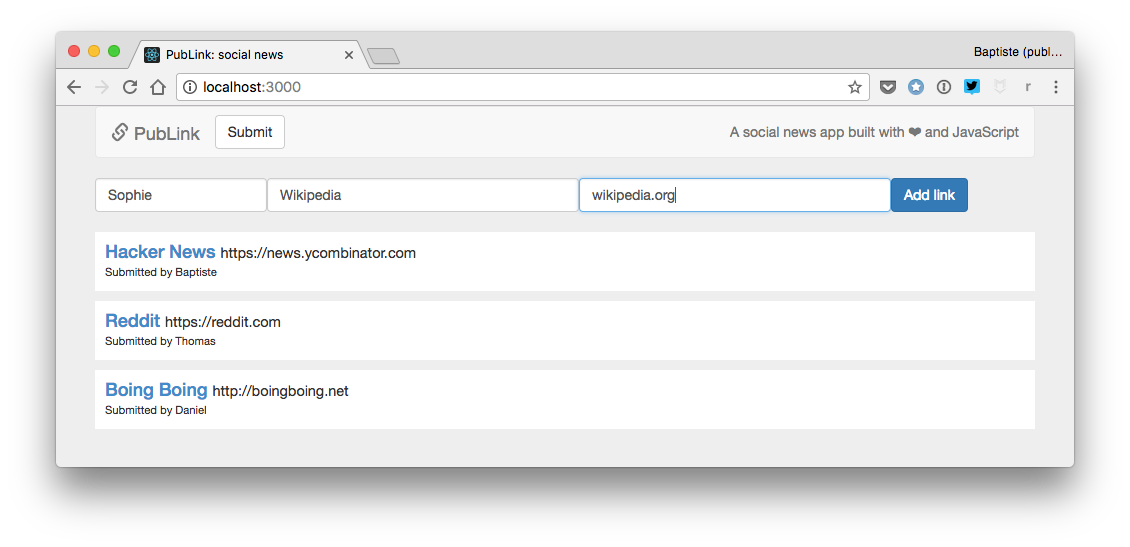 PubLink: social news
Baptiste (publ...
localhost:3000
r
PubLink Submit A social news app built with ❤ and JavaScript
Sophie Wikipedia wikipedia.org Add link
Hacker News https://news.ycombinator.com
Submitted by Baptiste
Reddit https://reddit.com
Submitted by Thomas
Boing Boing http://boingboing.net
Submitted by Daniel